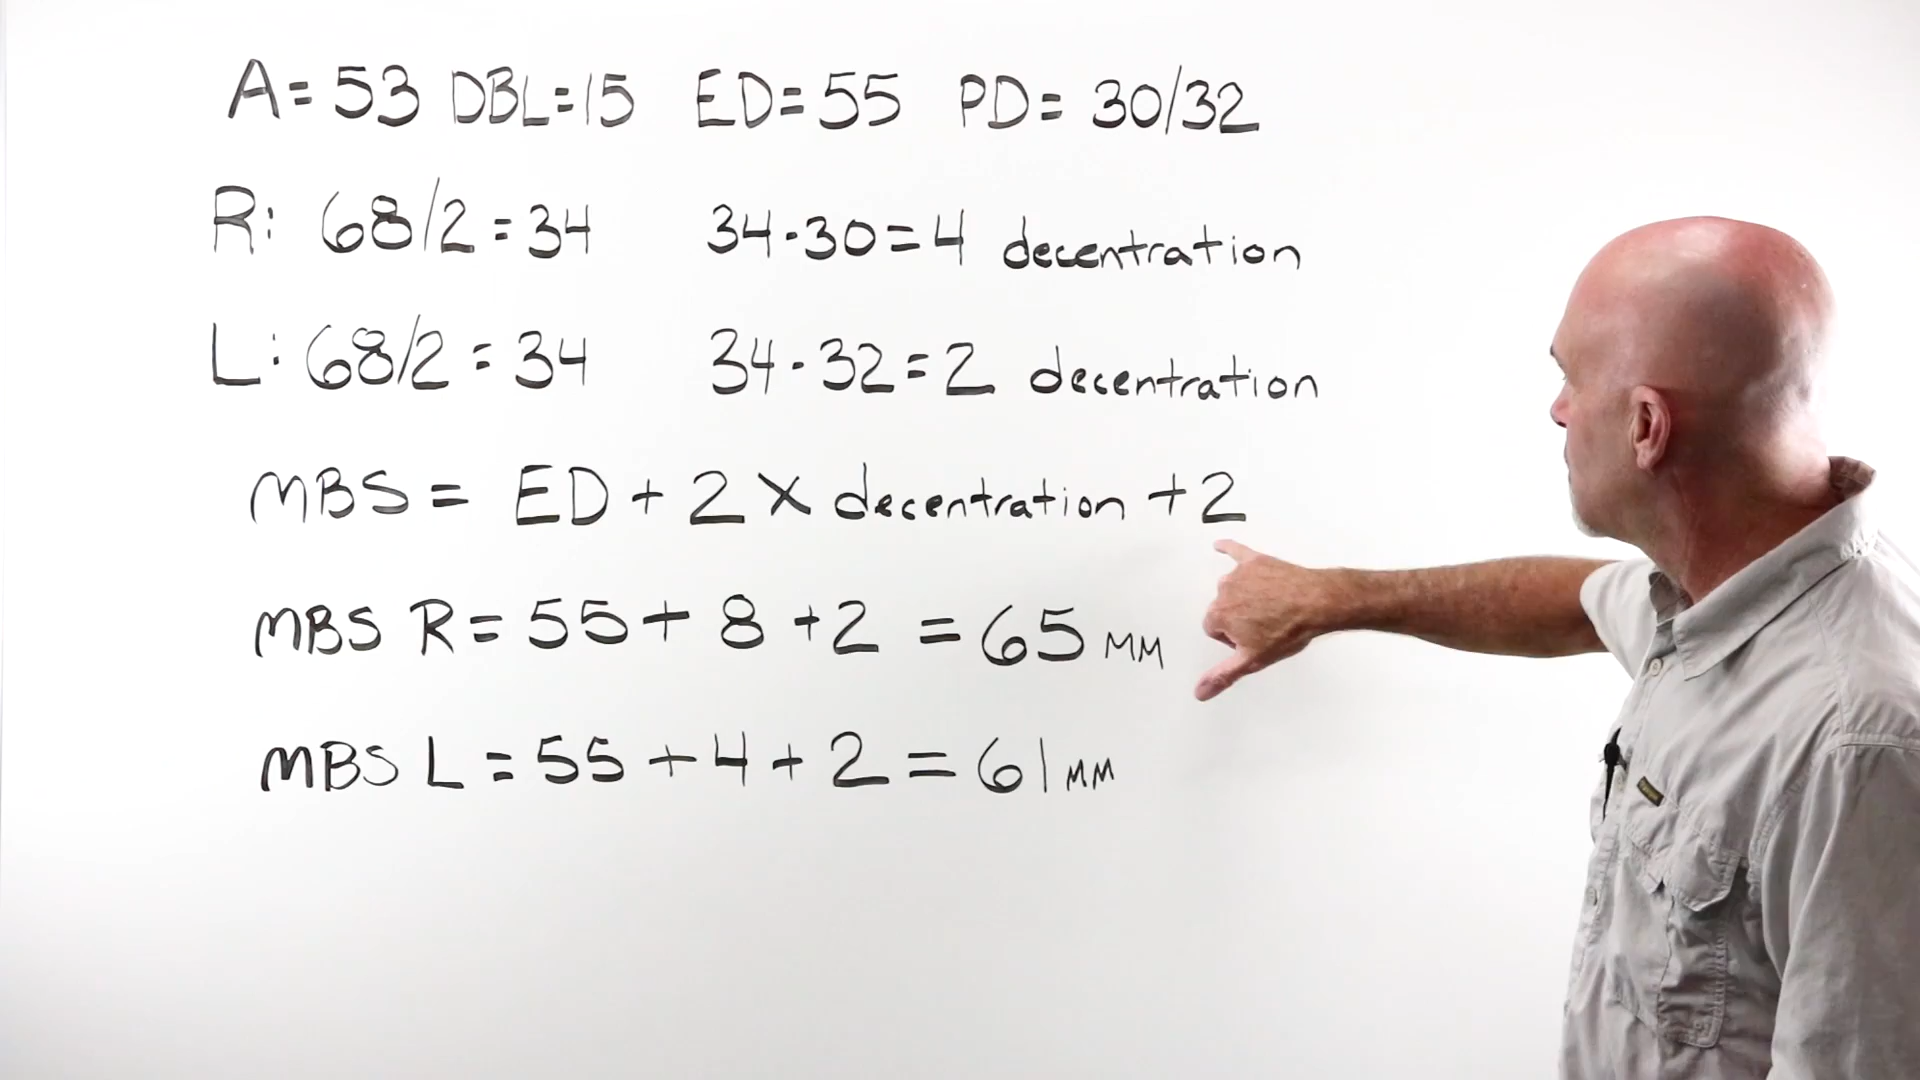 A=53 DBL=15 ED=55 PD= 30/32
R: 68/2=34 34-30=4 decentration
L: 68/2=34 34-32=2 decentration
MBS = ED + 2 X decentration +2
MBS R= 55+ 8 +2 = 65 MM
MBS L = 55 + 4 + 2 = 61 MM